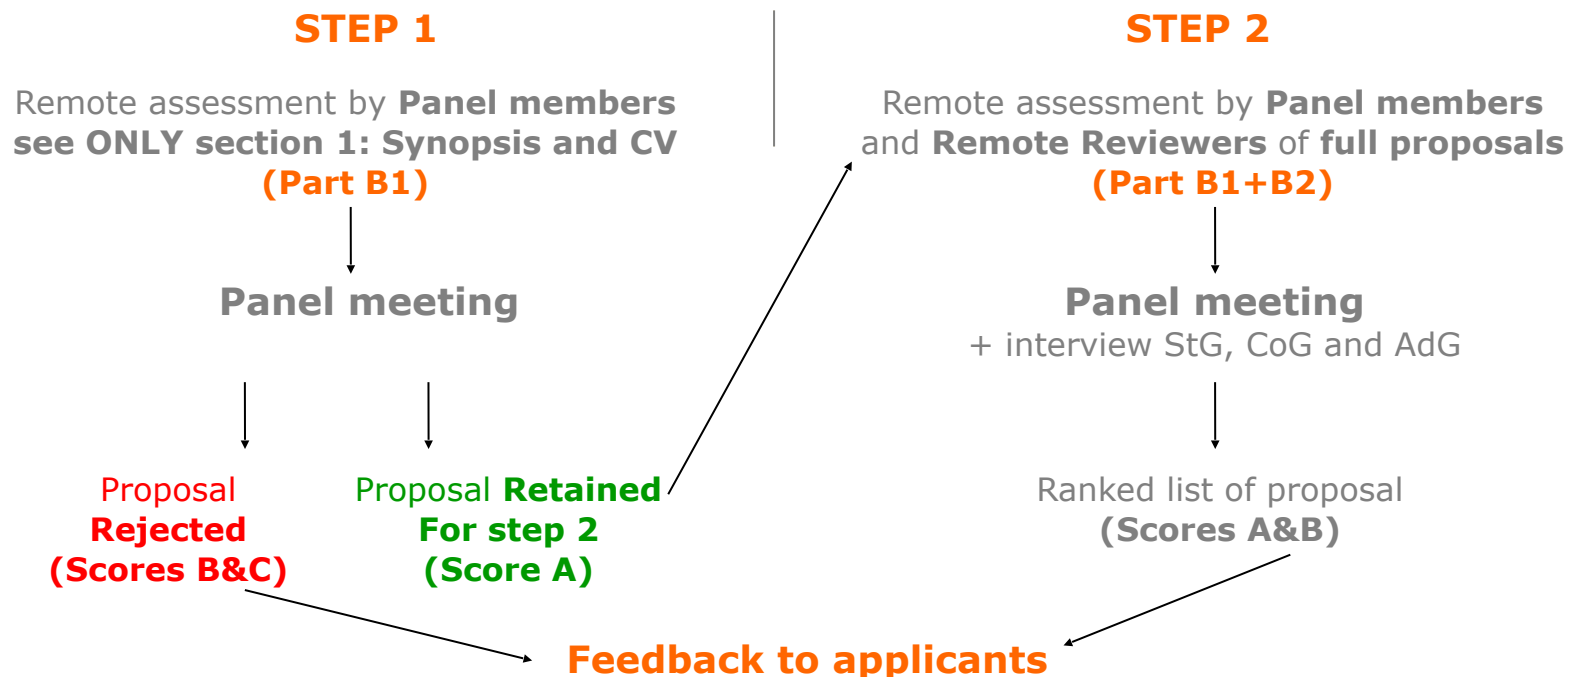 STEP 1
Remote assessment by Panel members
see ONLY section 1: Synopsis and CV
(Part B1)
Panel meeting
Proposal
Rejected
(Scores B&C)
Proposal Retained
For step 2
(Score A)
STEP 2
Remote assessment by Panel members
and Remote Reviewers of full proposals
(Part B1+B2)
Panel meeting
+ interview StG, CoG and AdG
Ranked list of proposal
(Scores A&B)
Feedback to applicants